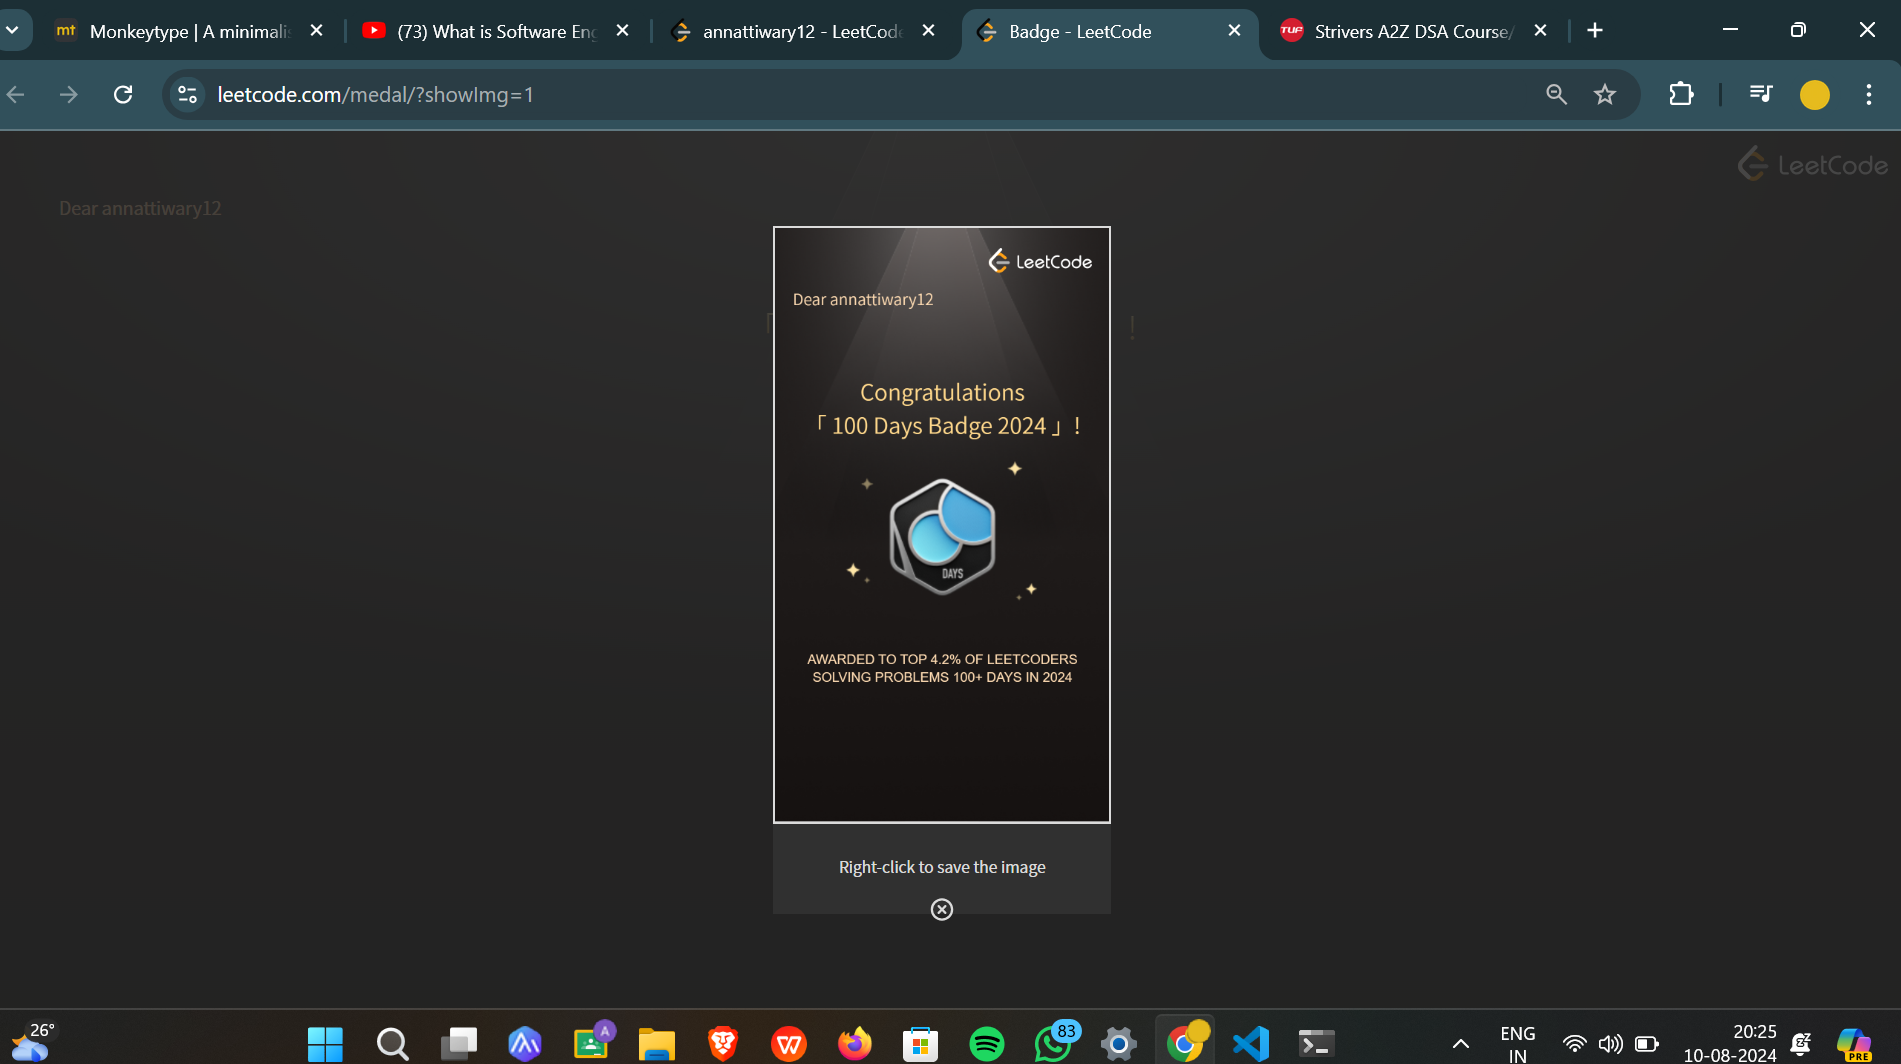 mt Monkeytype | A minimalis
(73) What is Software Eng
annattiwary12 - LeetCode
Badge - LeetCode
TUF Strivers A2Z DSA Course/
leetcode.com/medal/?showImg=1
LeetCode
Dear annattiwary12
LeetCode
Dear annattiwary12
Congratulations
「 100 Days Badge 2024 」!
DAYS
AWARDED TO TOP 4.2% OF LEETCODERS
SOLVING PROBLEMS 100+ DAYS IN 2024
Right-click to save the image
26°
A
83
ENG
IN
20:25
10-08-2024
PRE